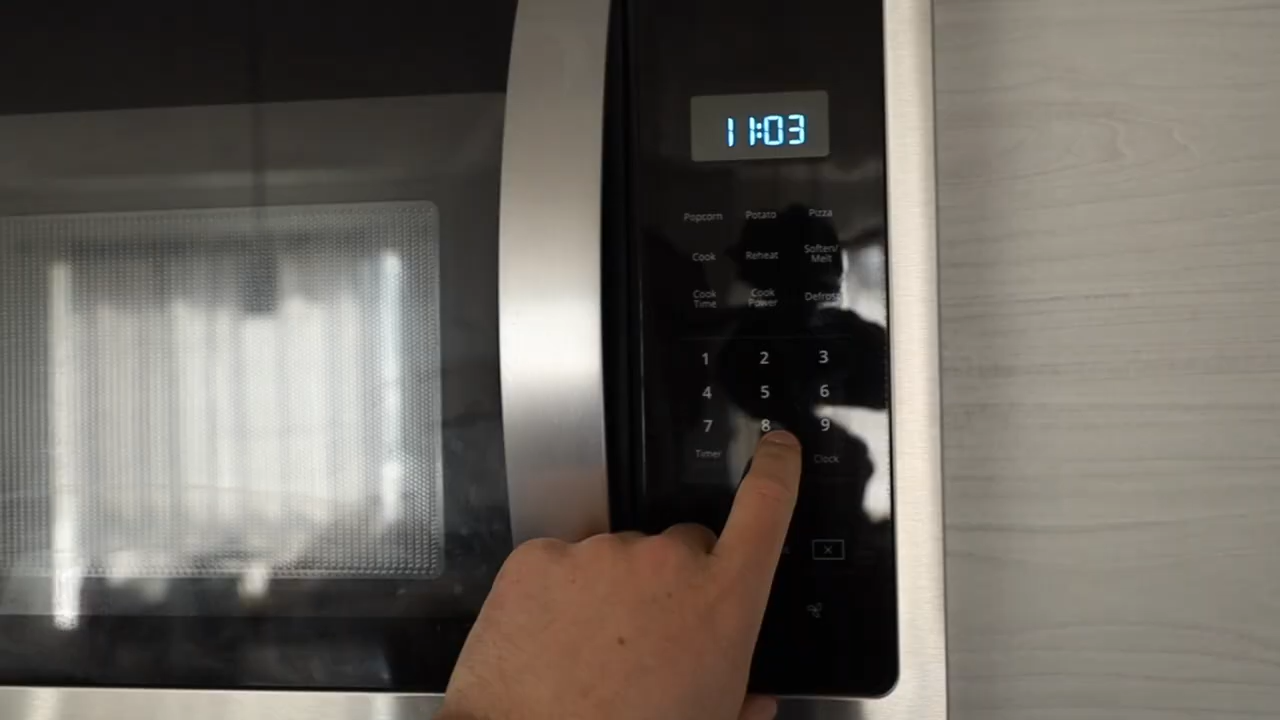 11:03
Popcorn Potato Pizza
Cook Reheat Soften/
Melt
Cook
Time Cook
Power Defrost
1 2 3
4 5 6
7 8 9
Timer Clock